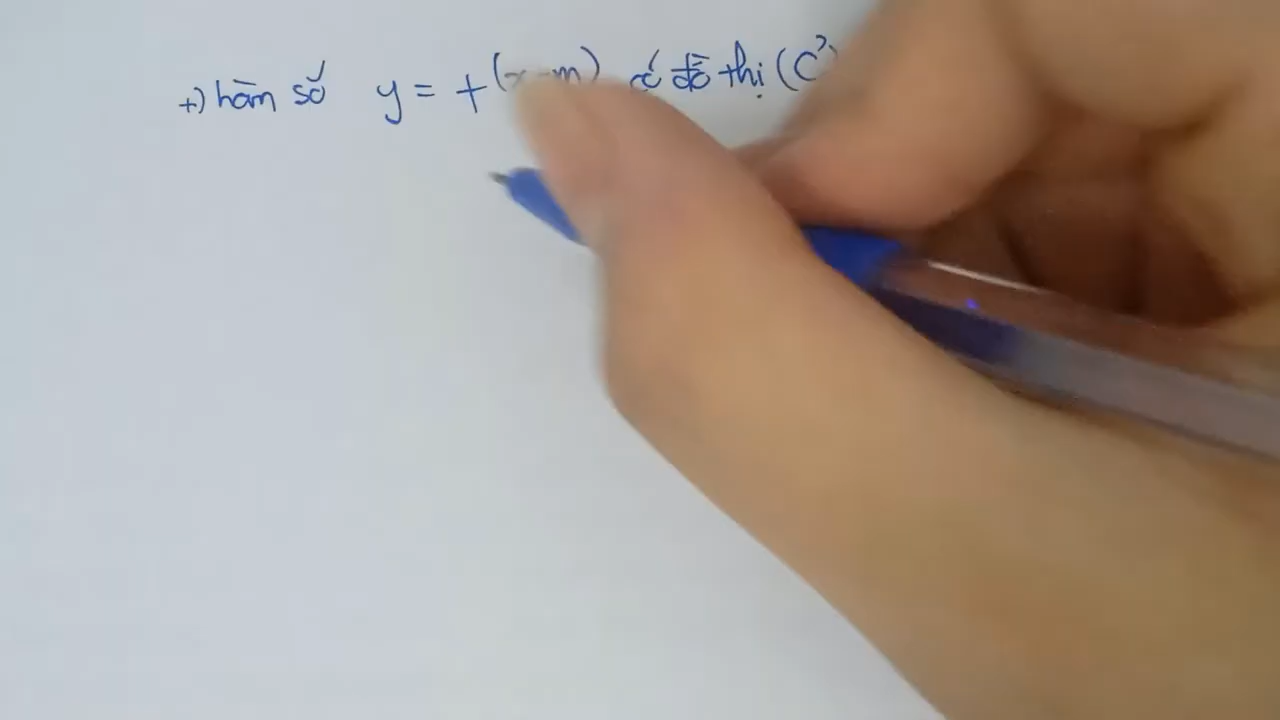 +) hàm số y = f(x-m) có đồ thị (C')